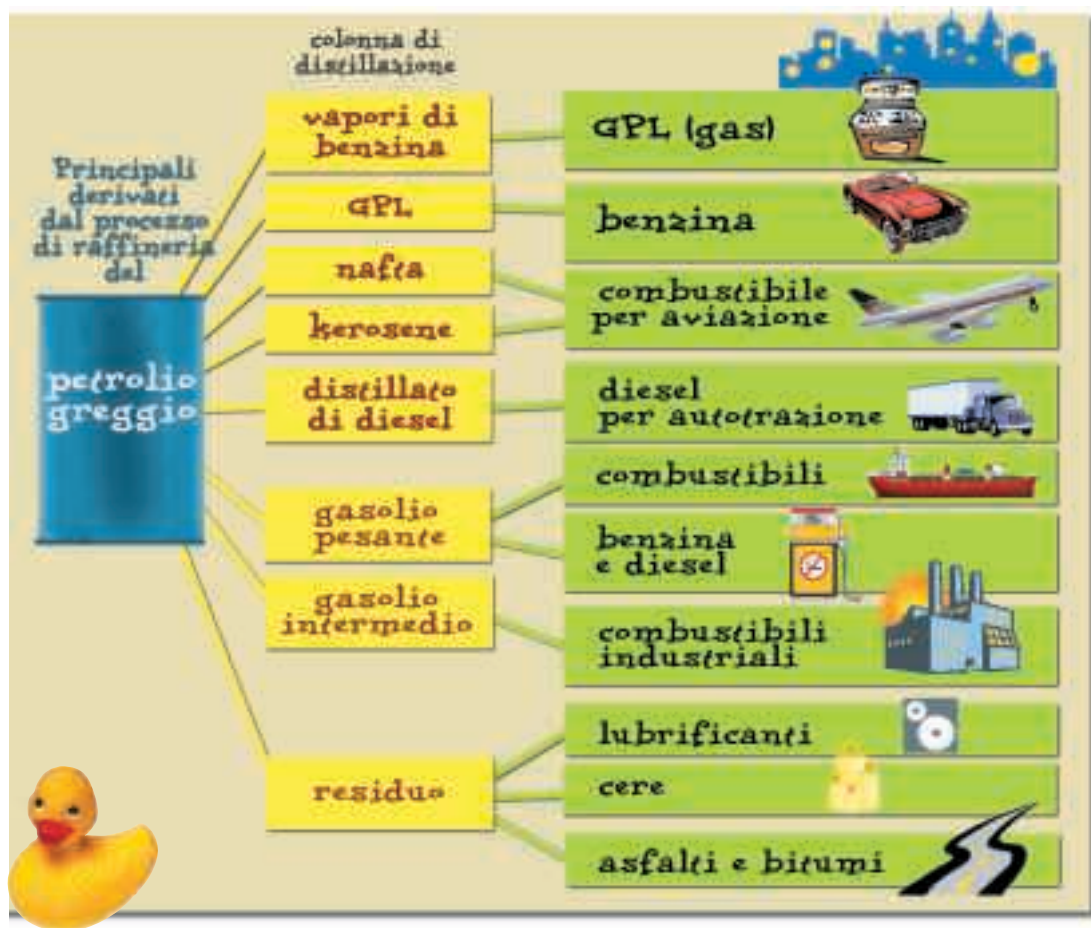 colonna di
distillazione
Principali
derivati
dal processo
di raffineria
del
petrolio
greggio
vapori di
benzina
GPL
nafta
kerosene
distillato
di diesel
gasolio
pesante
gasolio
intermedio
residuo
GPL (gas)
benzina
combustibile
per aviazione
diesel
per autotrazione
combustibili
benzina
e diesel
combustibili
industriali
lubrificanti
cere
asfalti e bitumi